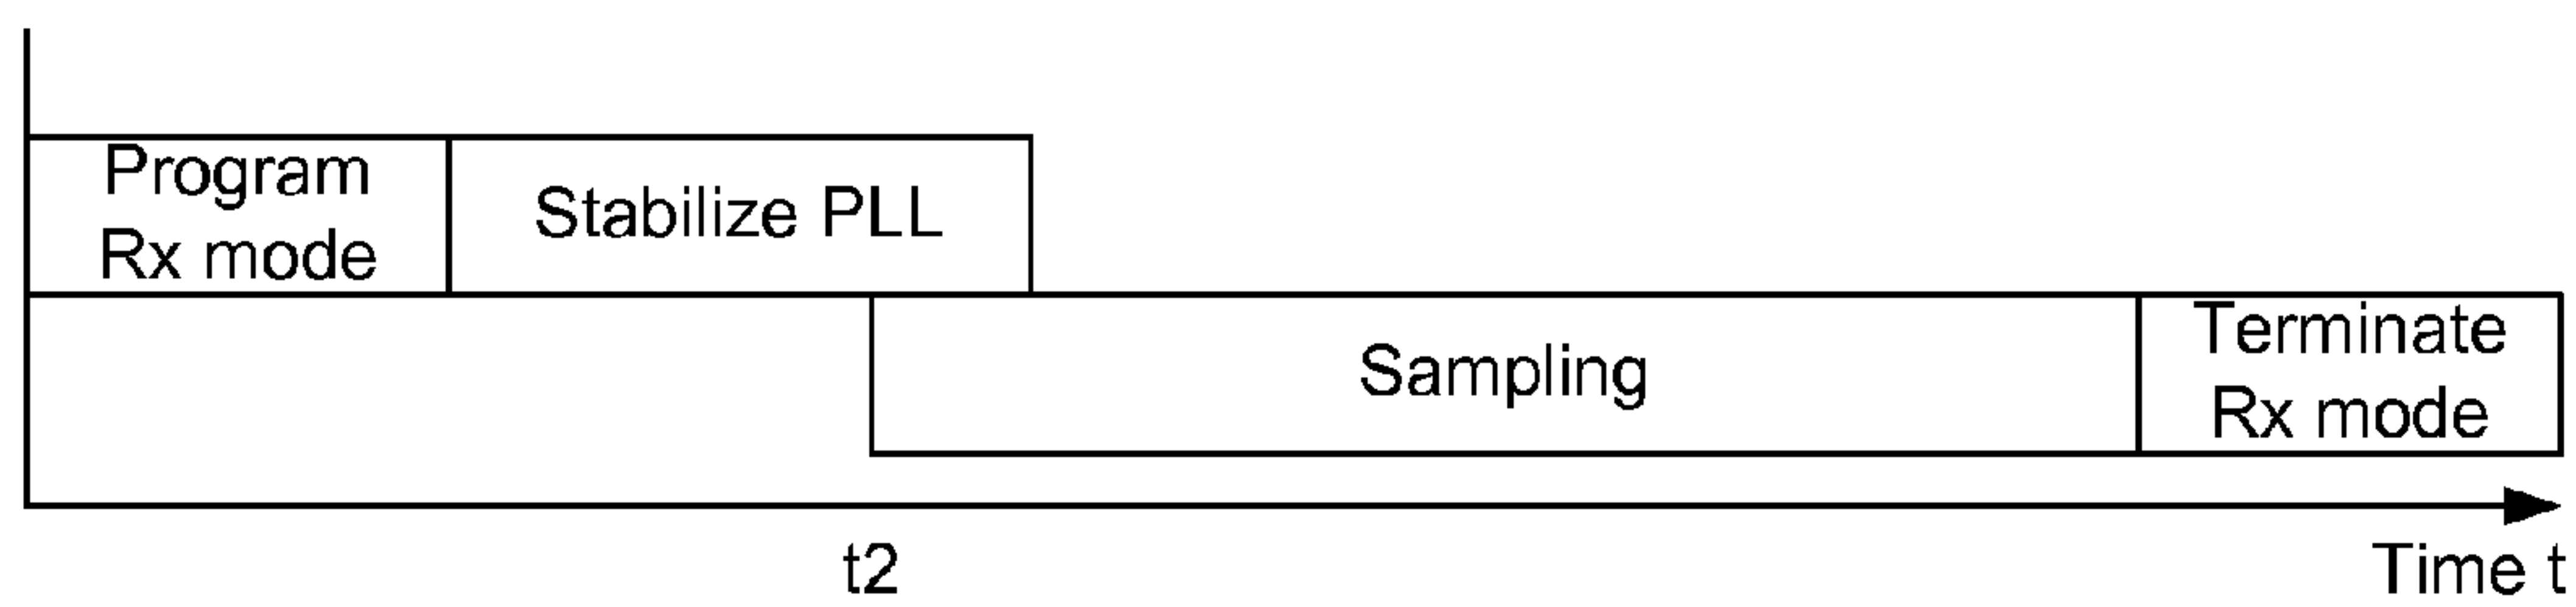 Program
Rx mode
Stabilize PLL
Sampling
Terminate
Rx mode
t2
Time t